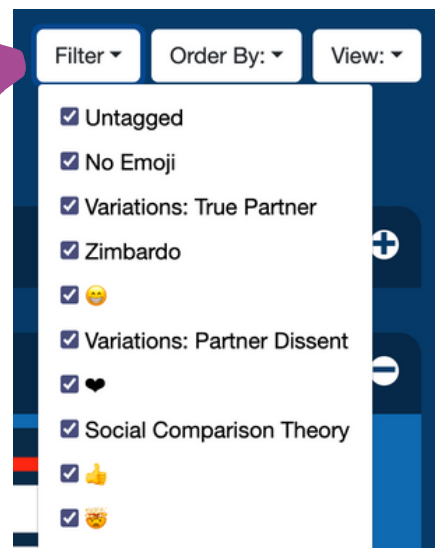 Filter Order By: View:
Untagged
No Emoji
Variations: True Partner
Zimbardo
😁
Variations: Partner Dissent
❤
Social Comparison Theory
👍
🤯